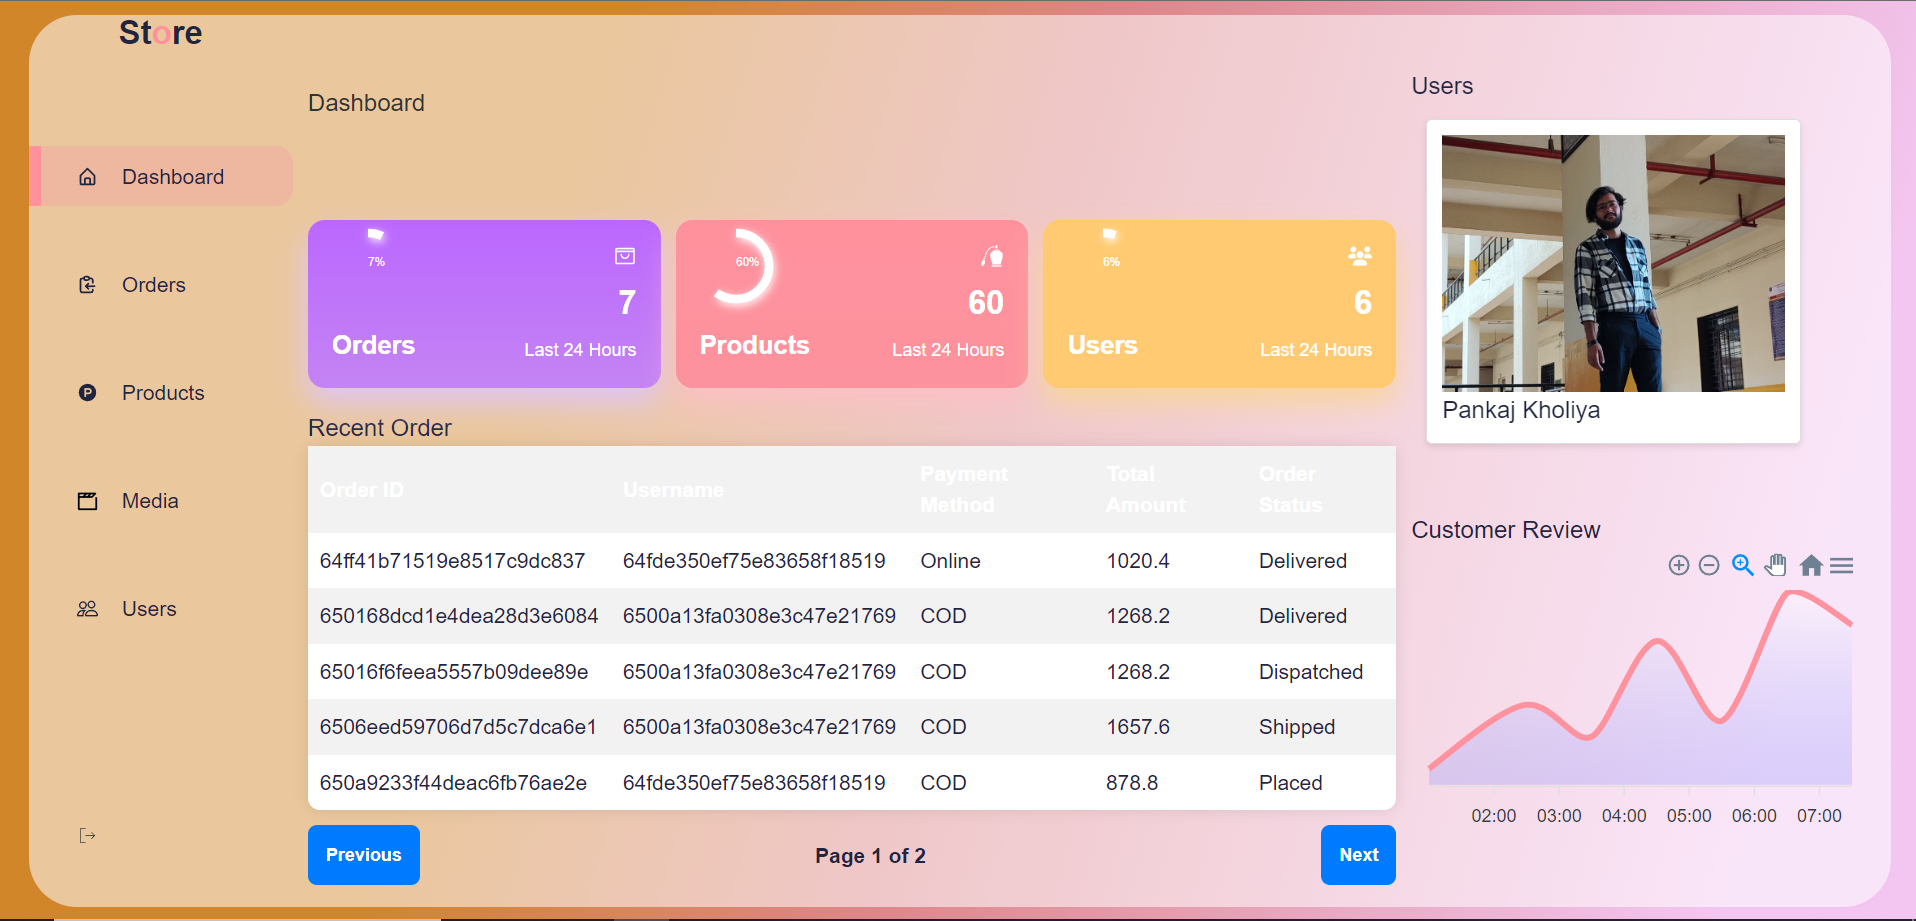 Store
Dashboard
Orders
Products
Media
Users
Dashboard
7%
7
Orders
Last 24 Hours
60%
60
Products
Last 24 Hours
6%
6
Users
Last 24 Hours
Recent Order
Order ID Username Payment Method Total Amount Order Status
64ff41b71519e8517c9dc837 64fde350ef75e83658f18519 Online 1020.4 Delivered
650168dcd1e4dea28d3e6084 6500a13fa0308e3c47e21769 COD 1268.2 Delivered
65016f6feea5557b09dee89e 6500a13fa0308e3c47e21769 COD 1268.2 Dispatched
6506eed59706d7d5c7dca6e1 6500a13fa0308e3c47e21769 COD 1657.6 Shipped
650a9233f44deac6fb76ae2e 64fde350ef75e83658f18519 COD 878.8 Placed
Previous
Page 1 of 2
Next
Users
Pankaj Kholiya
Customer Review
02:00 03:00 04:00 05:00 06:00 07:00